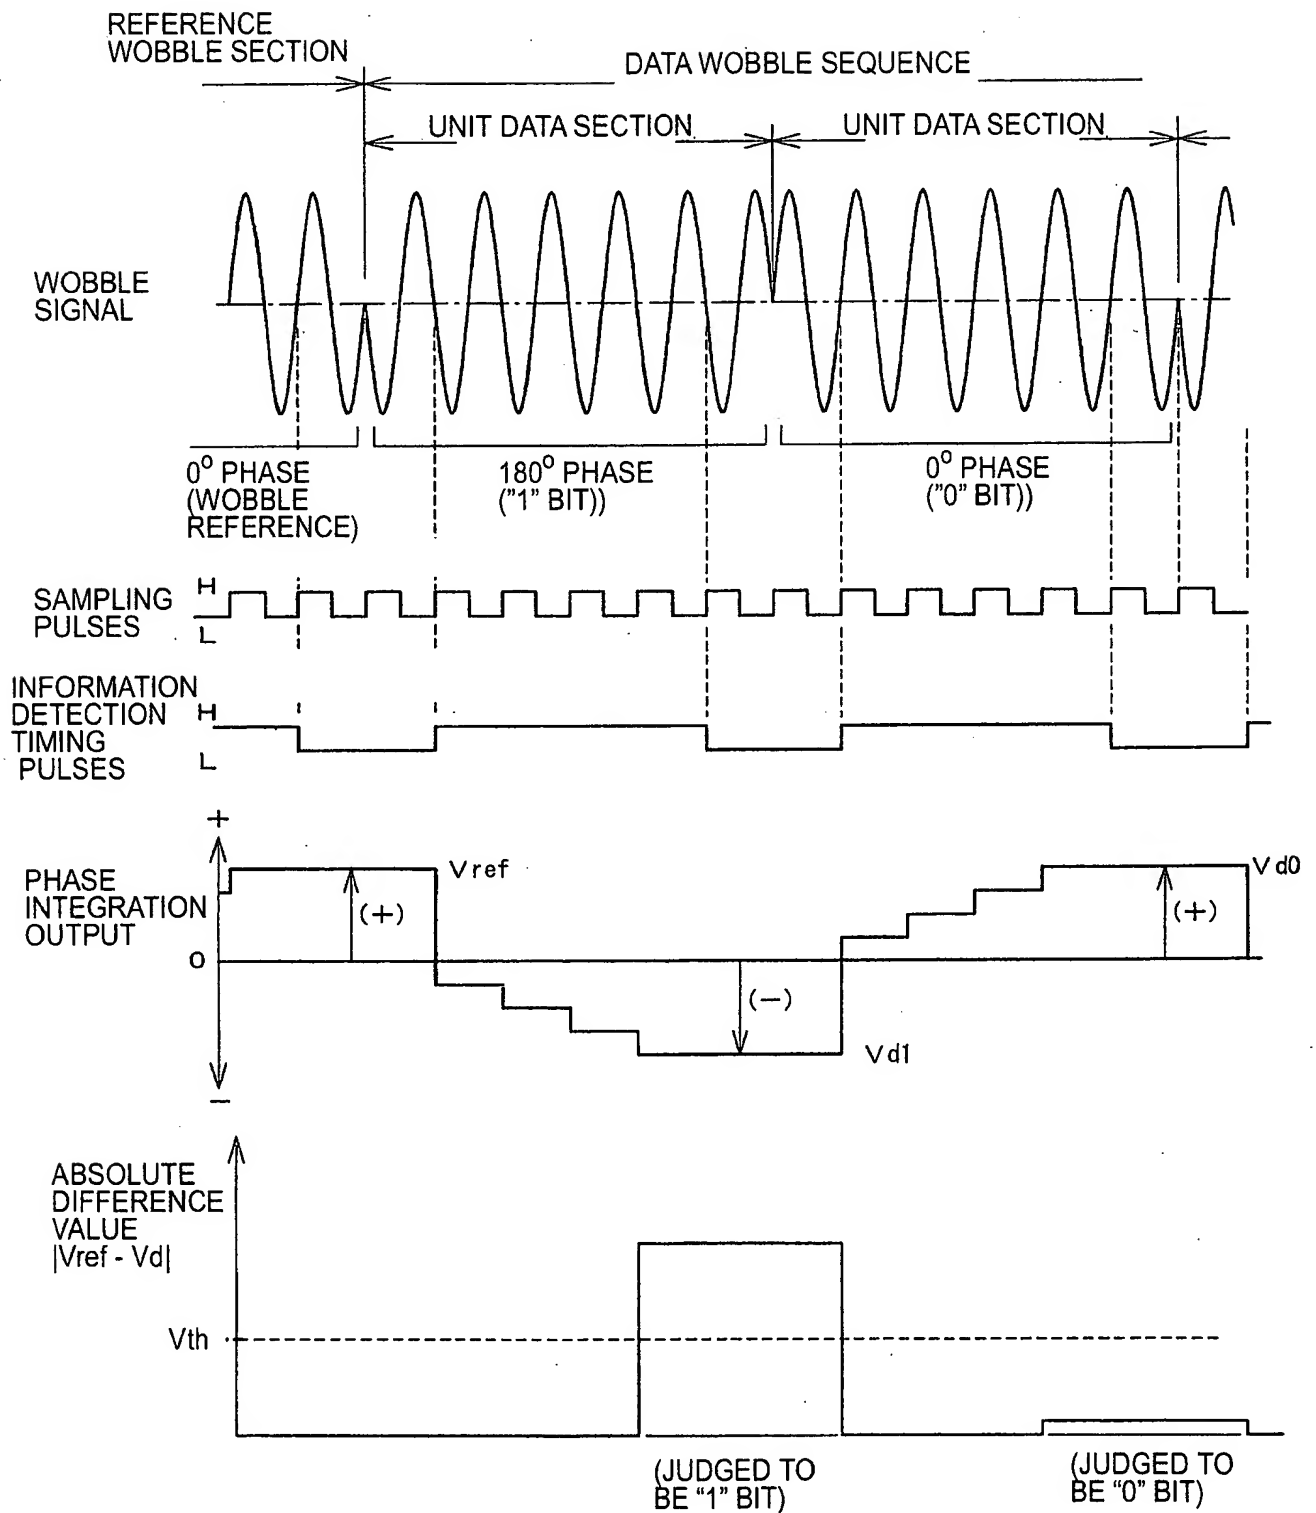 REFERENCE
WOBBLE SECTION
DATA WOBBLE SEQUENCE
UNIT DATA SECTION
UNIT DATA SECTION
WOBBLE
SIGNAL
0° PHASE
(WOBBLE
REFERENCE)
180° PHASE
("1" BIT))
0° PHASE
("0" BIT))
SAMPLING
PULSES
H
L
INFORMATION
DETECTION
TIMING
PULSES
H
L
+
PHASE
INTEGRATION
OUTPUT
0
−
Vref
(+)
(−)
Vd1
Vd0
(+)
ABSOLUTE
DIFFERENCE
VALUE
|Vref - Vd|
Vth
(JUDGED TO
BE "1" BIT)
(JUDGED TO
BE "0" BIT)